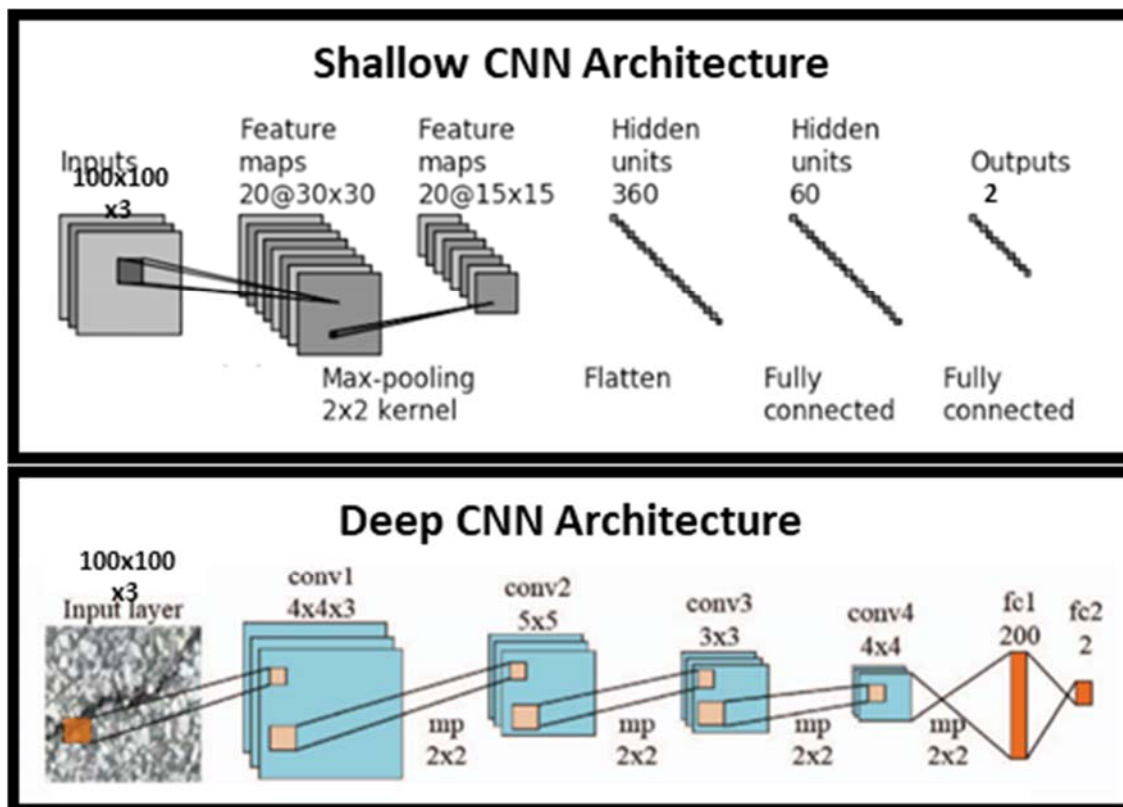 Shallow CNN Architecture
Inputs
100x100
x3
Feature
maps
20@30x30
Feature
maps
20@15x15
Hidden
units
360
Hidden
units
60
Outputs
2
Max-pooling
2x2 kernel
Flatten
Fully
connected
Fully
connected
Deep CNN Architecture
100x100
x3
Input layer
conv1
4x4x3
conv2
5x5
conv3
3x3
conv4
4x4
fc1
200
fc2
2
mp
2x2
mp
2x2
mp
2x2
mp
2x2